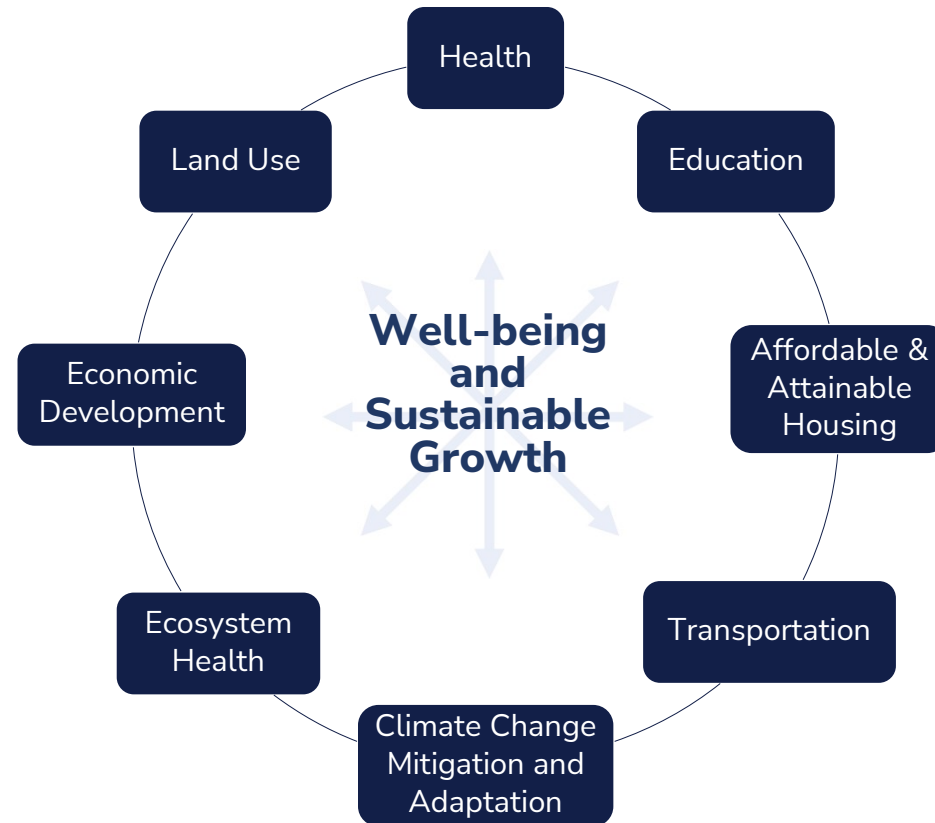 Health
Land Use
Education
Well-being
and
Sustainable
Growth
Economic
Development
Affordable &
Attainable
Housing
Ecosystem
Health
Transportation
Climate Change
Mitigation and
Adaptation